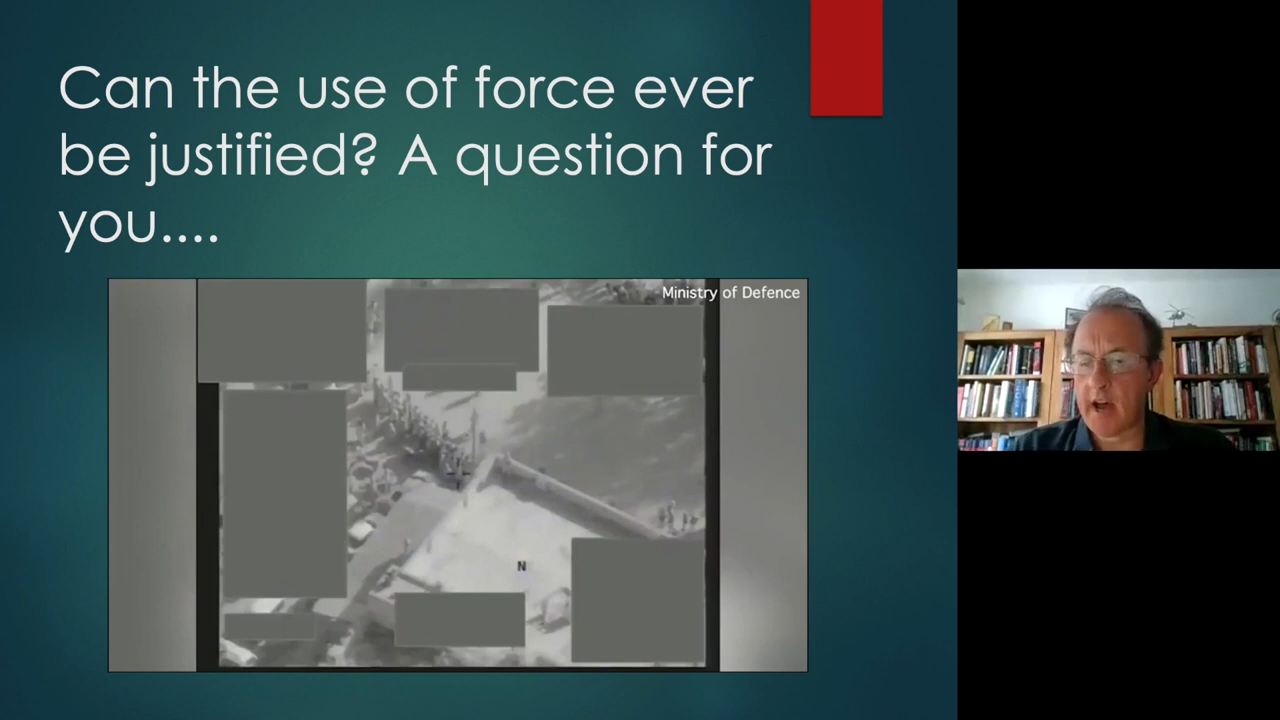 Can the use of force ever
be justified? A question for
you....
Ministry of Defence
N